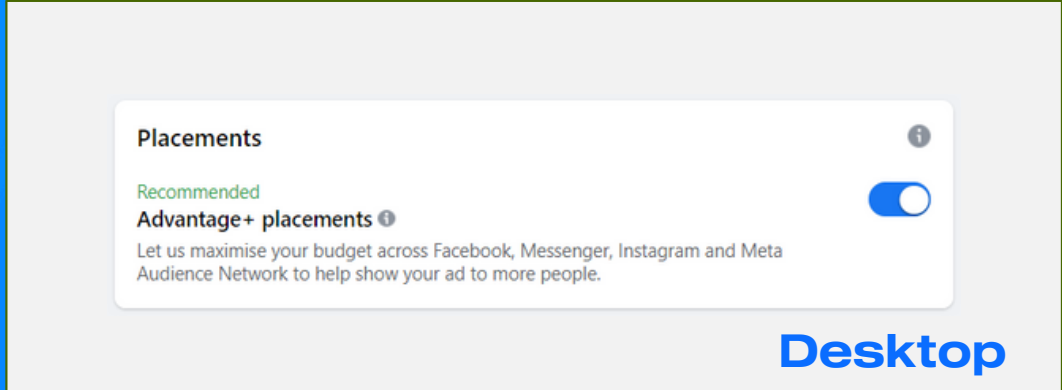 Placements
Recommended
Advantage+ placements
Let us maximise your budget across Facebook, Messenger, Instagram and Meta
Audience Network to help show your ad to more people.
Desktop